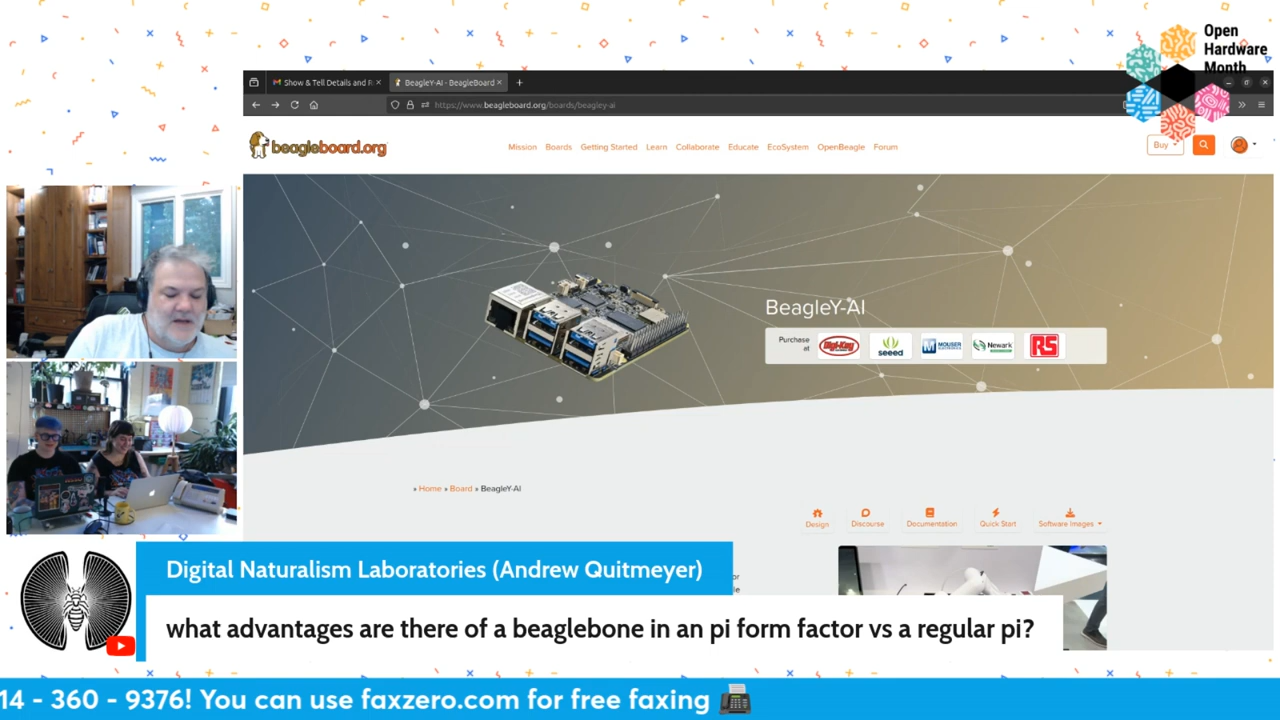 Open
Hardware
Month
Show & Tell Details and R
BeagleY-AI - BeagleBoard
https://www.beagleboard.org/boards/beagley-ai
beagleboard.org
Mission Boards Getting Started Learn Collaborate Educate EcoSystem OpenBeagle Forum
Buy
BeagleY-AI
Purchase
at
Digi-Key
seeed
MOUSER
ELECTRONICS
Newark
RS
» Home » Board » BeagleY-AI
Design Discourse Documentation Quick Start Software Images
Digital Naturalism Laboratories (Andrew Quitmeyer)
what advantages are there of a beaglebone in an pi form factor vs a regular pi?
14 - 360 - 9376! You can use faxzero.com for free faxing